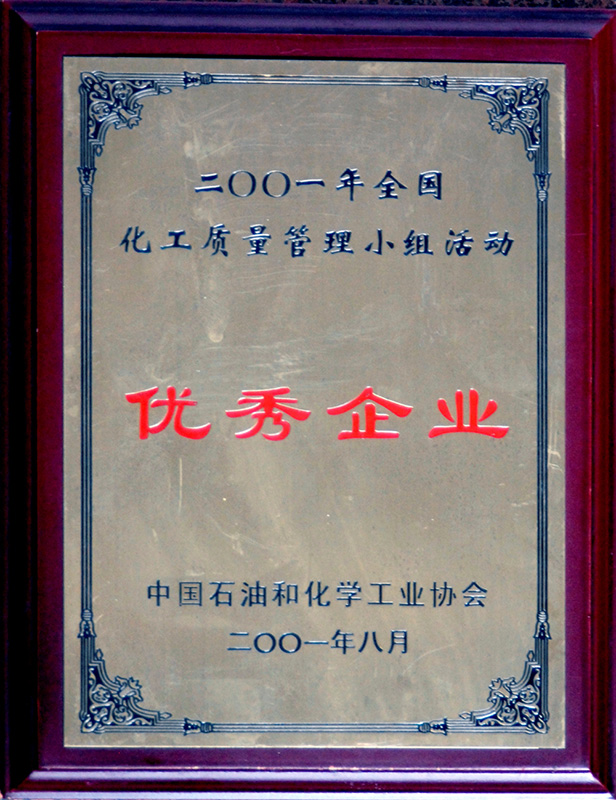 二〇〇一年全国
化工质量管理小组活动
优秀企业
中国石油和化学工业协会
二〇〇一年八月